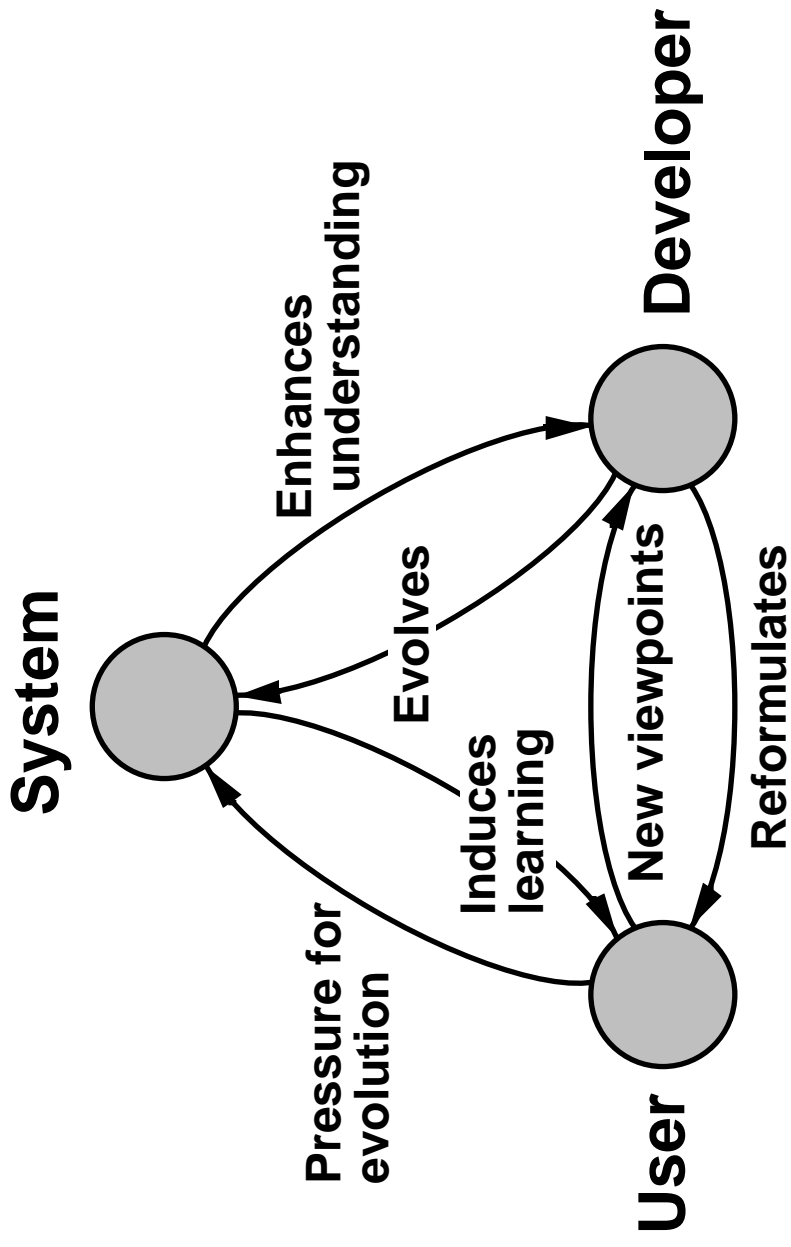 System
Enhances
understanding
Pressure for
evolution
Evolves
Induces
learning
User
New viewpoints
Developer
Reformulates